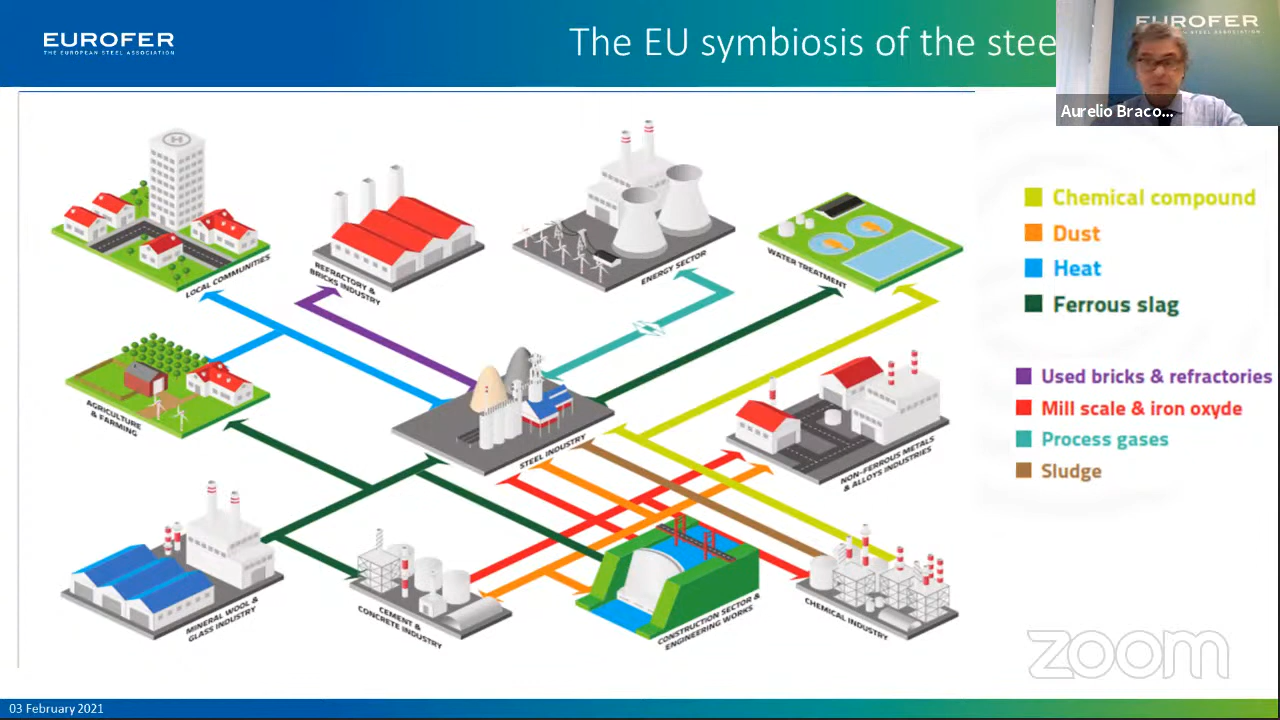 EUROFER
THE EUROPEAN STEEL ASSOCIATION
The EU symbiosis of the stee
EUROFER
STEEL ASSOCIATION
Aurelio Braco...
H
LOCAL COMMUNITIES
REFRACTORY &
BRICKS INDUSTRY
ENERGY SECTOR
WATER TREATMENT
Chemical compound
Dust
Heat
Ferrous slag
AGRICULTURE
& FARMING
STEEL INDUSTRY
NON-FERROUS METALS
& ALLOYS INDUSTRIES
Used bricks & refractories
Mill scale & iron oxyde
Process gases
Sludge
MINERAL WOOL &
GLASS INDUSTRY
CEMENT &
CONCRETE INDUSTRY
CONSTRUCTION SECTOR &
ENGINEERING WORKS
CHEMICAL INDUSTRY
zoom
03 February 2021